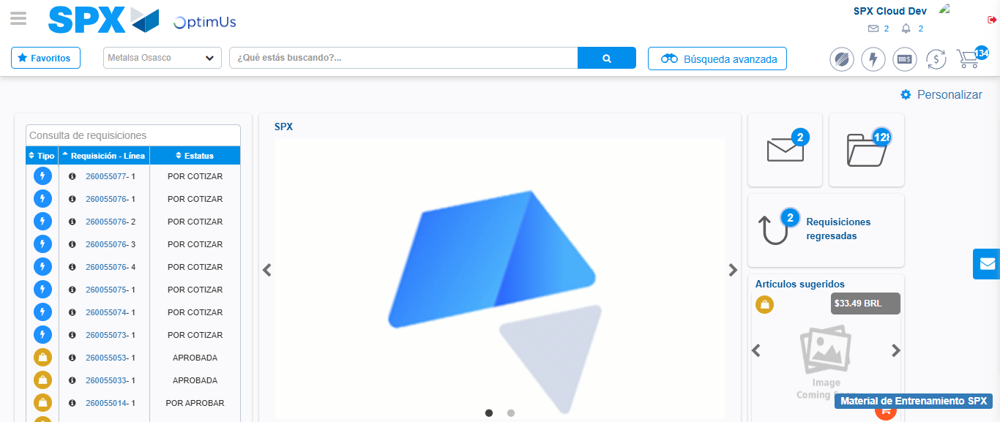 SPX OptimUs
SPX Cloud Dev
2 2
Favoritos
Metalsa Osasco
¿Qué estás buscando?...
Búsqueda avanzada
134
Personalizar
Consulta de requisiciones
Tipo Requisición - Línea Estatus
260055077- 1 POR COTIZAR
260055076- 1 POR COTIZAR
260055076- 2 POR COTIZAR
260055076- 3 POR COTIZAR
260055076- 4 POR COTIZAR
260055075- 1 POR COTIZAR
260055074- 1 POR COTIZAR
260055073- 1 POR COTIZAR
260055053- 1 APROBADA
260055033- 1 APROBADA
260055014- 1 POR APROBAR
SPX
2
2
Requisiciones
regresadas
Artículos sugeridos
$33.49 BRL
Image
Coming
Material de Entrenamiento SPX